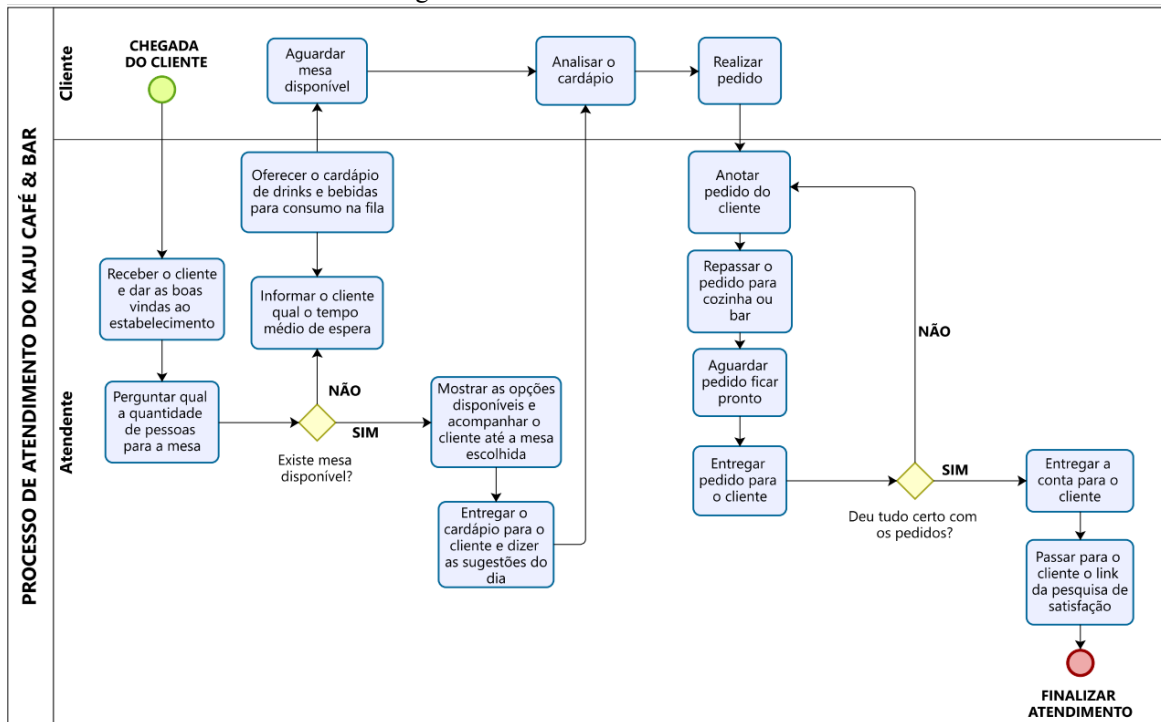 PROCESSO DE ATENDIMENTO DO KAJU CAFÉ & BAR
Cliente
CHEGADA
DO CLIENTE
Aguardar
mesa
disponível
Analisar o
cardápio
Realizar
pedido
Atendente
Oferecer o cardápio
de drinks e bebidas
para consumo na fila
Receber o cliente
e dar as boas
vindas ao
estabelecimento
Informar o cliente
qual o tempo
médio de espera
Perguntar qual
a quantidade
de pessoas
para a mesa
NÃO
SIM
Existe mesa
disponível?
Mostrar as opções
disponíveis e
acompanhar o
cliente até a mesa
escolhida
Entregar o
cardápio para o
cliente e dizer
as sugestões do
dia
Anotar
pedido do
cliente
Repassar o
pedido para
cozinha ou
bar
Aguardar
pedido ficar
pronto
Entregar
pedido para
o cliente
NÃO
SIM
Deu tudo certo com
os pedidos?
Entregar a
conta para o
cliente
Passar para o
cliente o link
da pesquisa de
satisfação
FINALIZAR
ATENDIMENTO